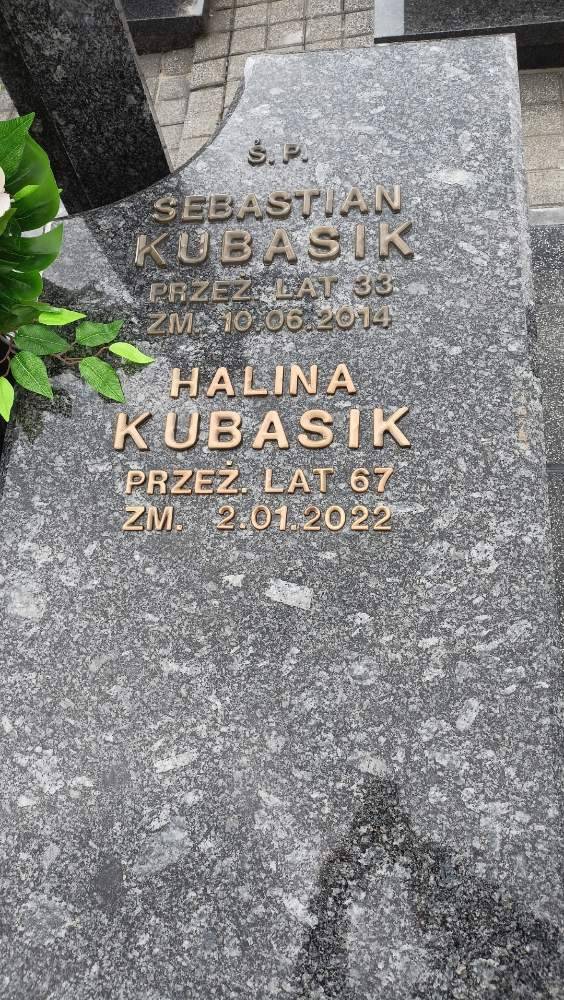 Ś. P.
SEBASTIAN
KUBASIK
PRZEŻ. LAT 33
ZM. 10.06.2014
HALINA
KUBASIK
PRZEŻ. LAT 67
ZM. 2.01.2022